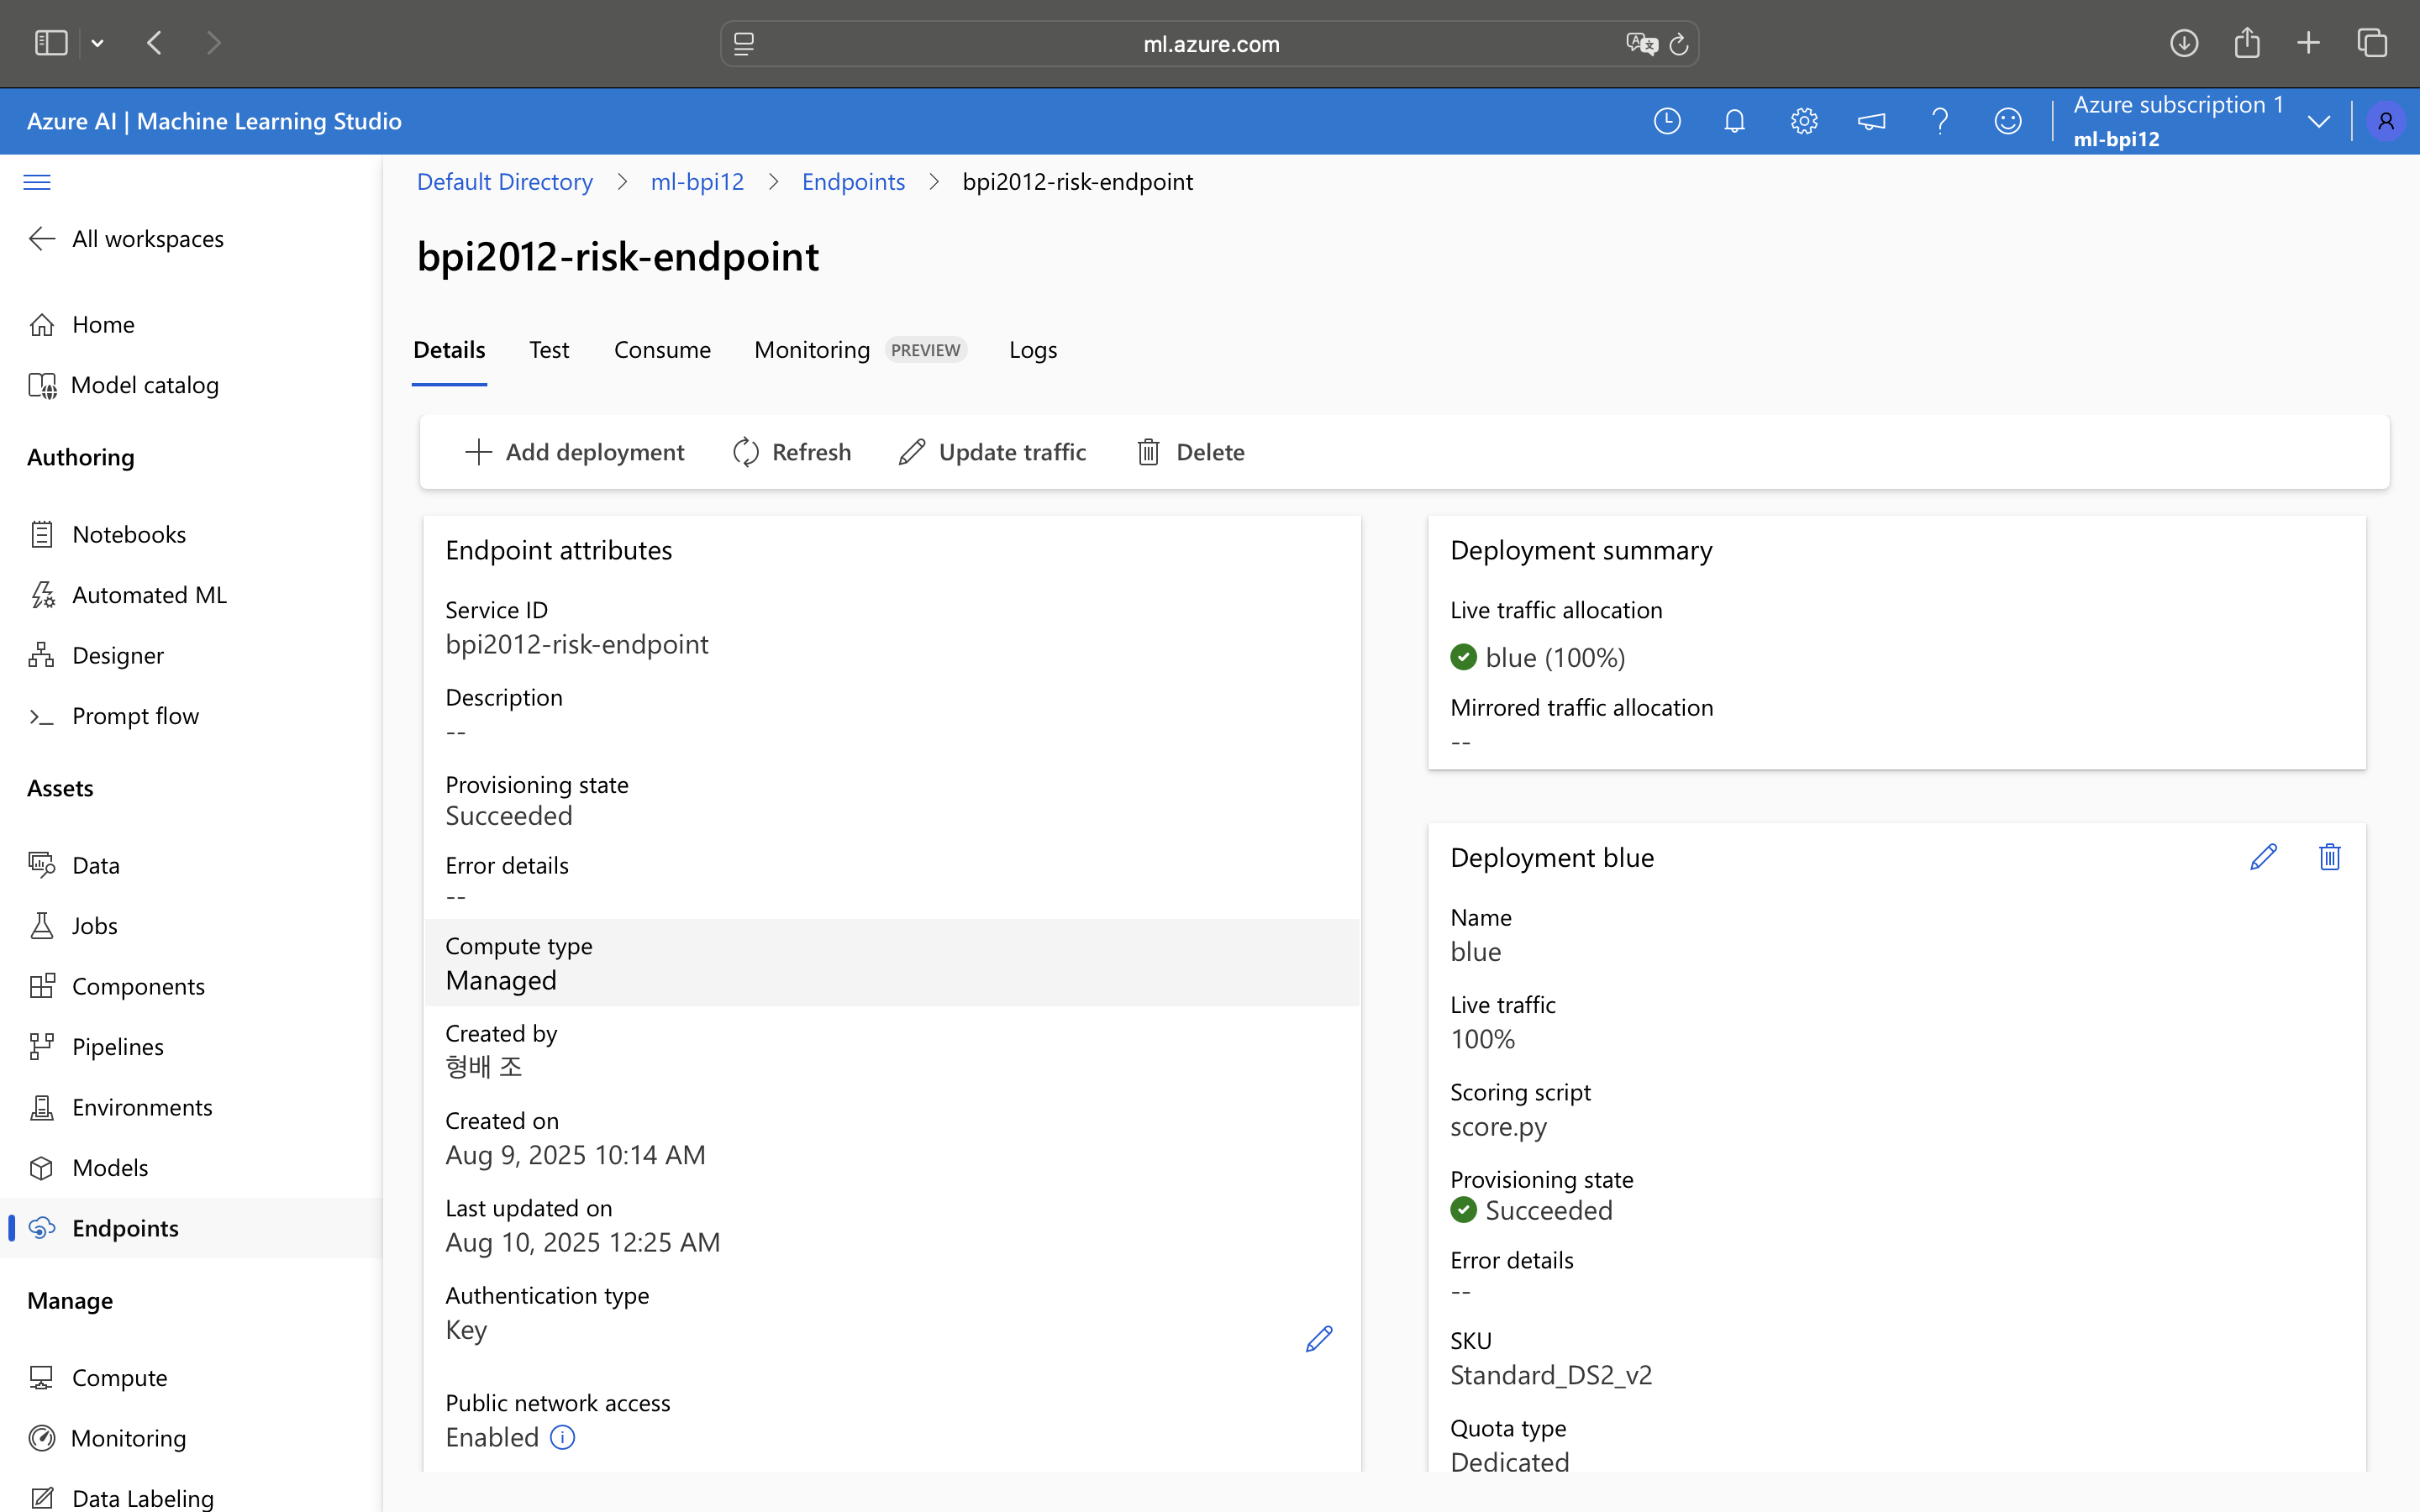 ml.azure.com
Azure AI | Machine Learning Studio
Azure subscription 1
ml-bpi12
All workspaces
Home
Model catalog
Authoring
Notebooks
Automated ML
Designer
Prompt flow
Assets
Data
Jobs
Components
Pipelines
Environments
Models
Endpoints
Manage
Compute
Monitoring
Data Labeling
Default Directory > ml-bpi12 > Endpoints > bpi2012-risk-endpoint
bpi2012-risk-endpoint
Details Test Consume Monitoring PREVIEW Logs
Add deployment Refresh Update traffic Delete
Endpoint attributes
Service ID
bpi2012-risk-endpoint
Description
--
Provisioning state
Succeeded
Error details
--
Compute type
Managed
Created by
형배 조
Created on
Aug 9, 2025 10:14 AM
Last updated on
Aug 10, 2025 12:25 AM
Authentication type
Key
Public network access
Enabled
Deployment summary
Live traffic allocation
blue (100%)
Mirrored traffic allocation
--
Deployment blue
Name
blue
Live traffic
100%
Scoring script
score.py
Provisioning state
Succeeded
Error details
--
SKU
Standard_DS2_v2
Quota type
Dedicated